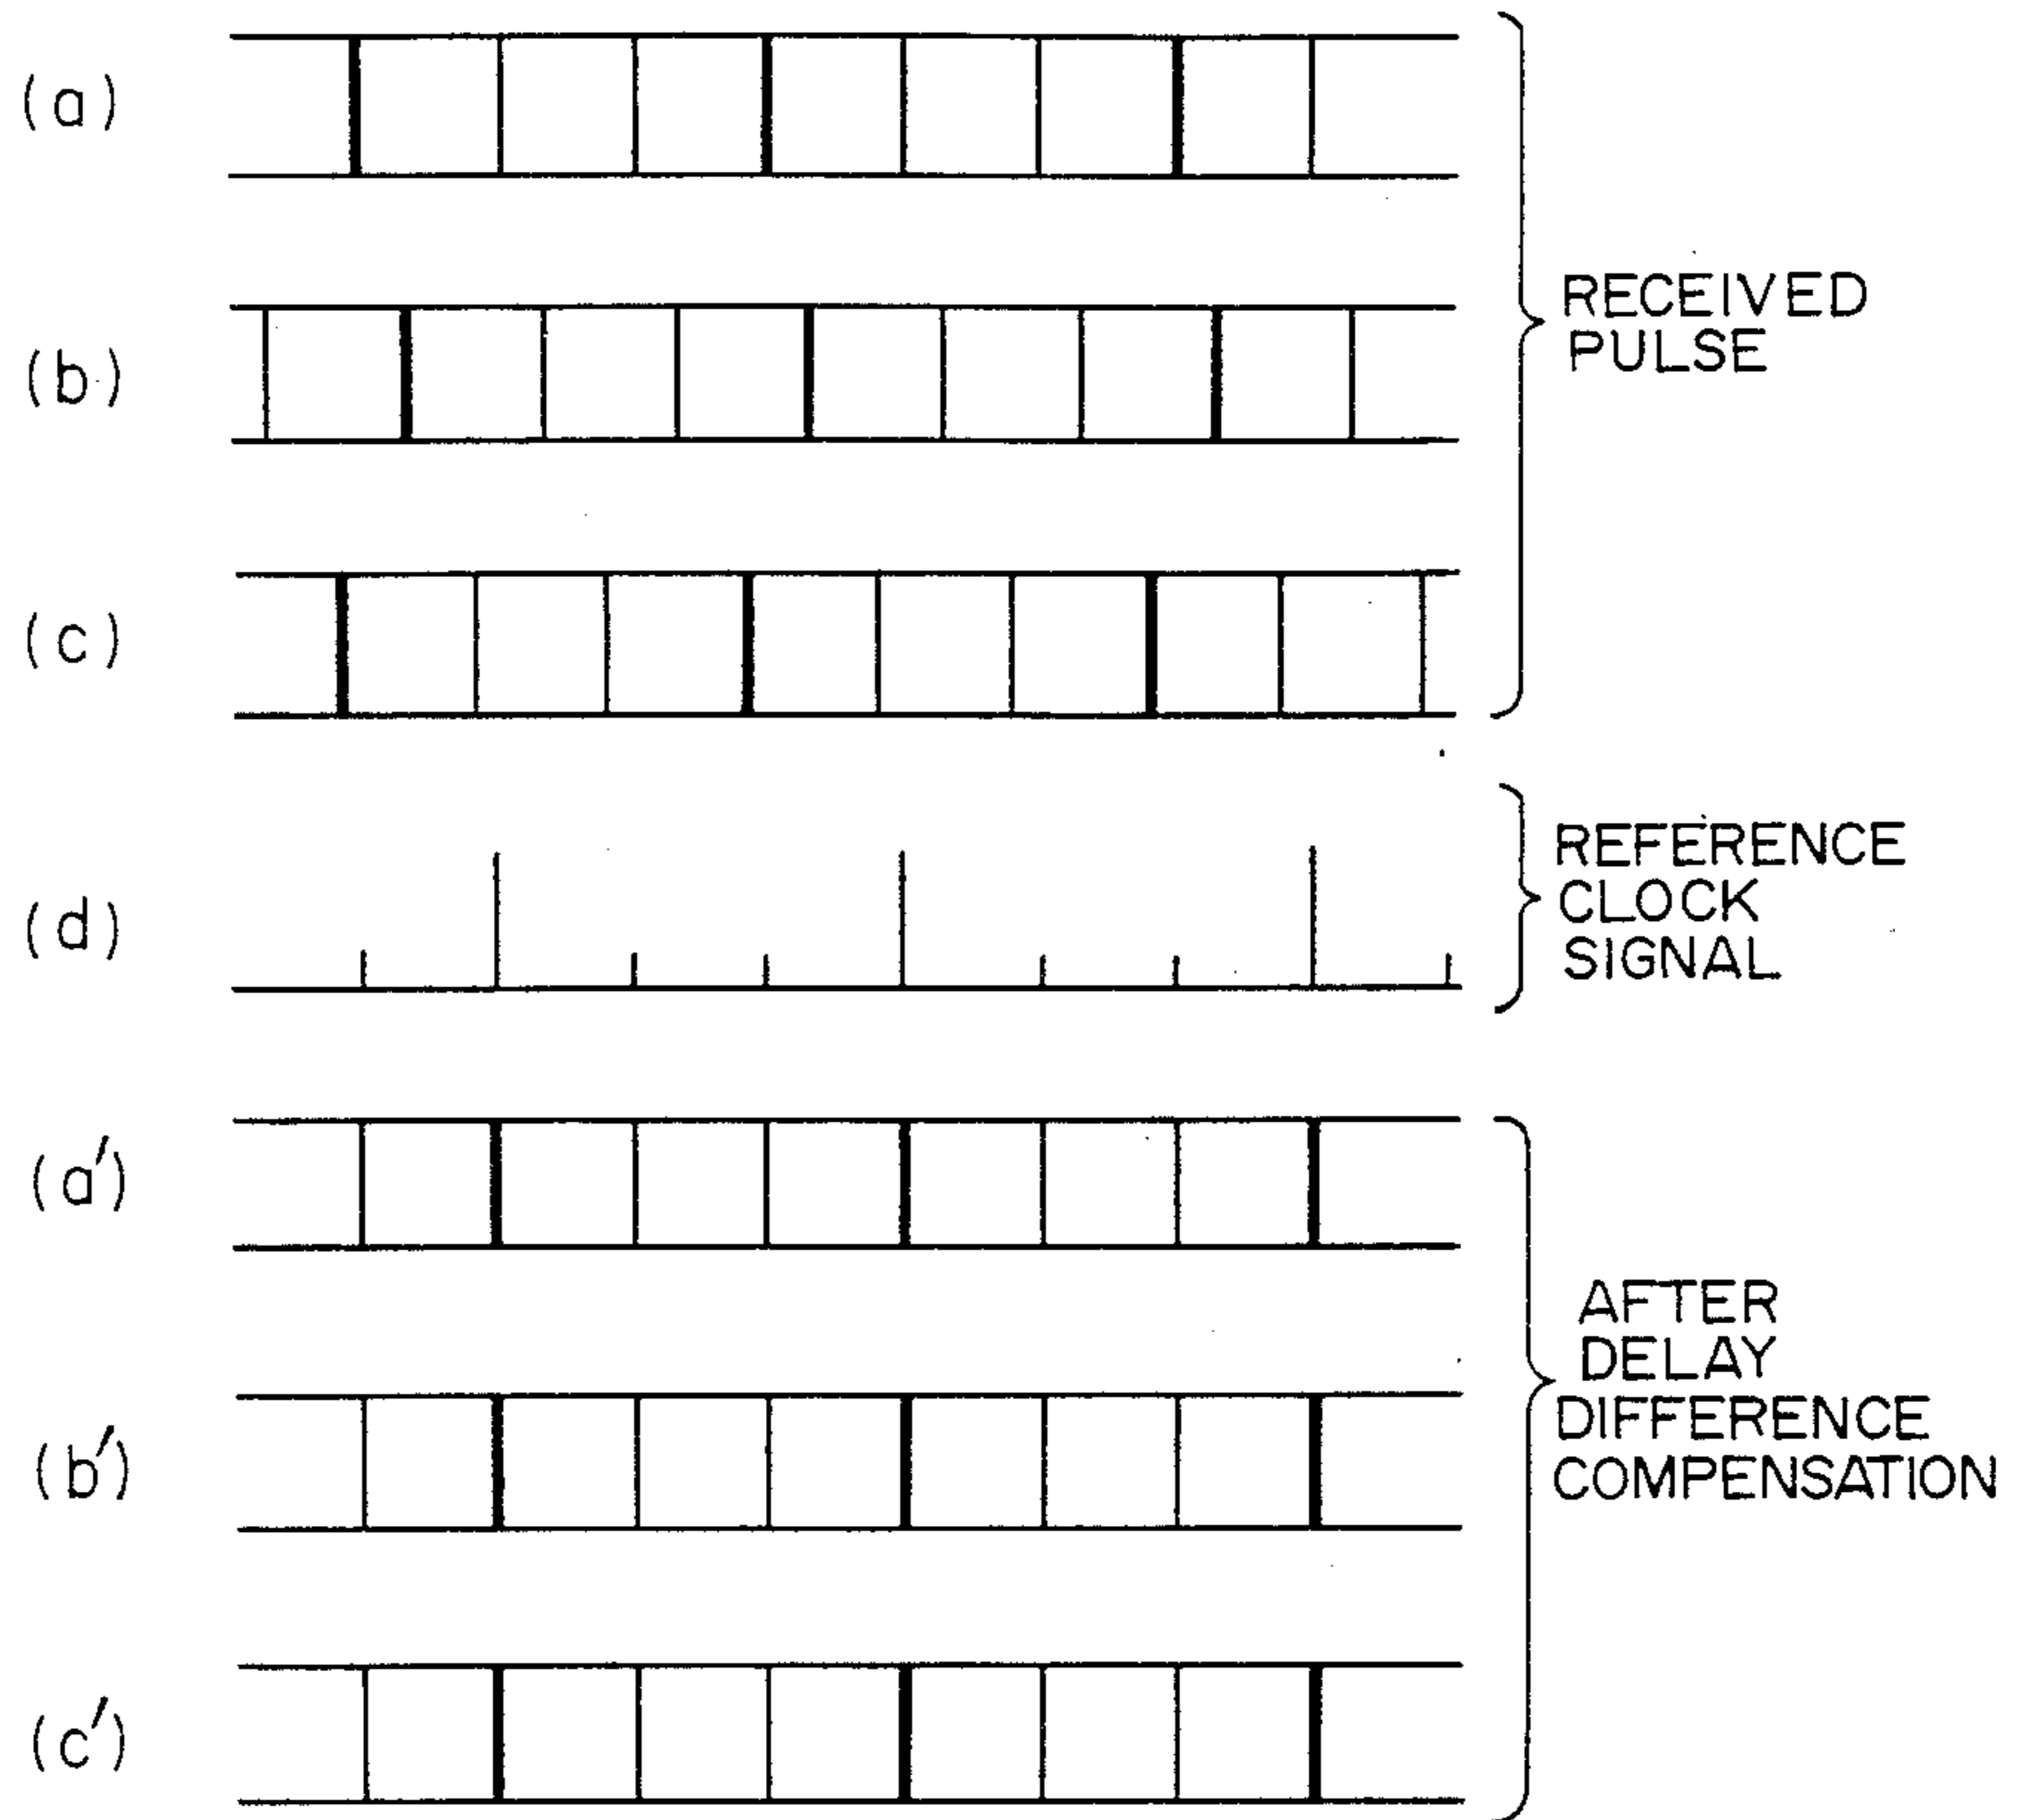 (a)
(b)
RECEIVED
PULSE
(c)
(d)
REFERENCE
CLOCK
SIGNAL
(a′)
(b′)
AFTER
DELAY
DIFFERENCE
COMPENSATION
(c′)